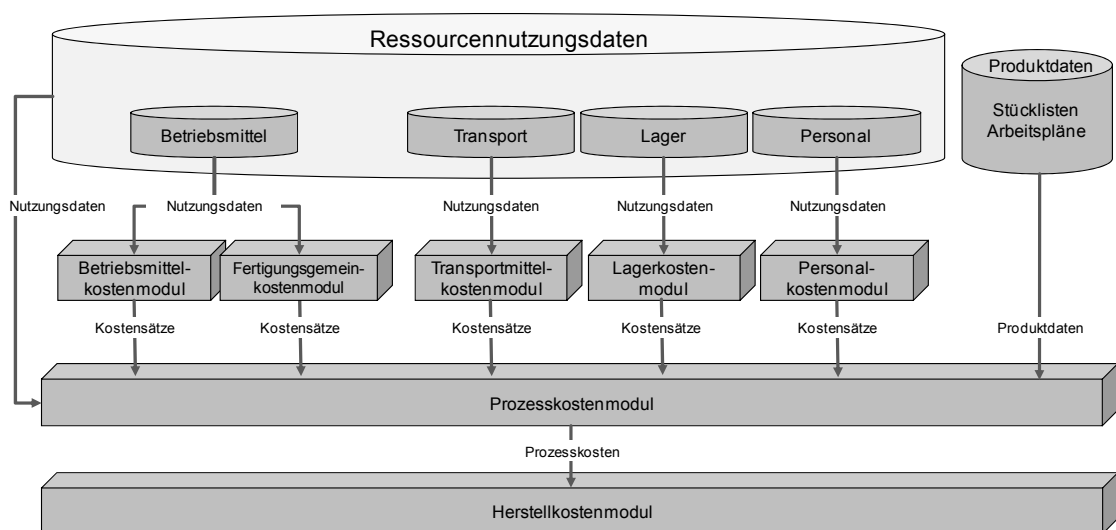 Ressourcennutzungsdaten
Produktdaten
Stücklisten
Arbeitspläne
Betriebsmittel
Transport
Lager
Personal
Nutzungsdaten
Nutzungsdaten
Nutzungsdaten
Nutzungsdaten
Nutzungsdaten
Betriebsmittel-
kostenmodul
Fertigungsgemein-
kostenmodul
Transportmittel-
kostenmodul
Lagerkosten-
modul
Personal-
kostenmodul
Kostensätze
Kostensätze
Kostensätze
Kostensätze
Kostensätze
Produktdaten
Prozesskostenmodul
Prozesskosten
Herstellkostenmodul